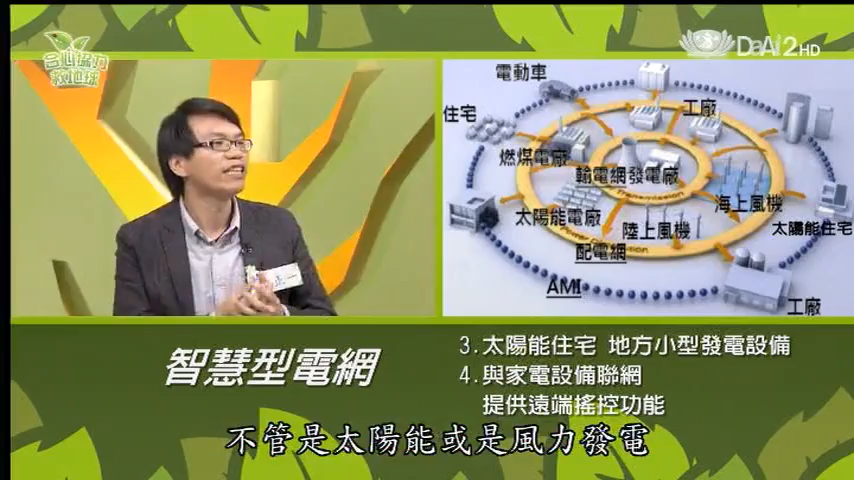 合心協力
救地球
DaAi2HD
電動車
住宅
工廠
燃煤電廠
輸電網發電廠
Transmission
海上風機
太陽能電廠
陸上風機
太陽能住宅
配電網
AMI
工廠
智慧型電網
3.太陽能住宅 地方小型發電設備
4.與家電設備聯網
提供遠端搖控功能
不管是太陽能或是風力發電